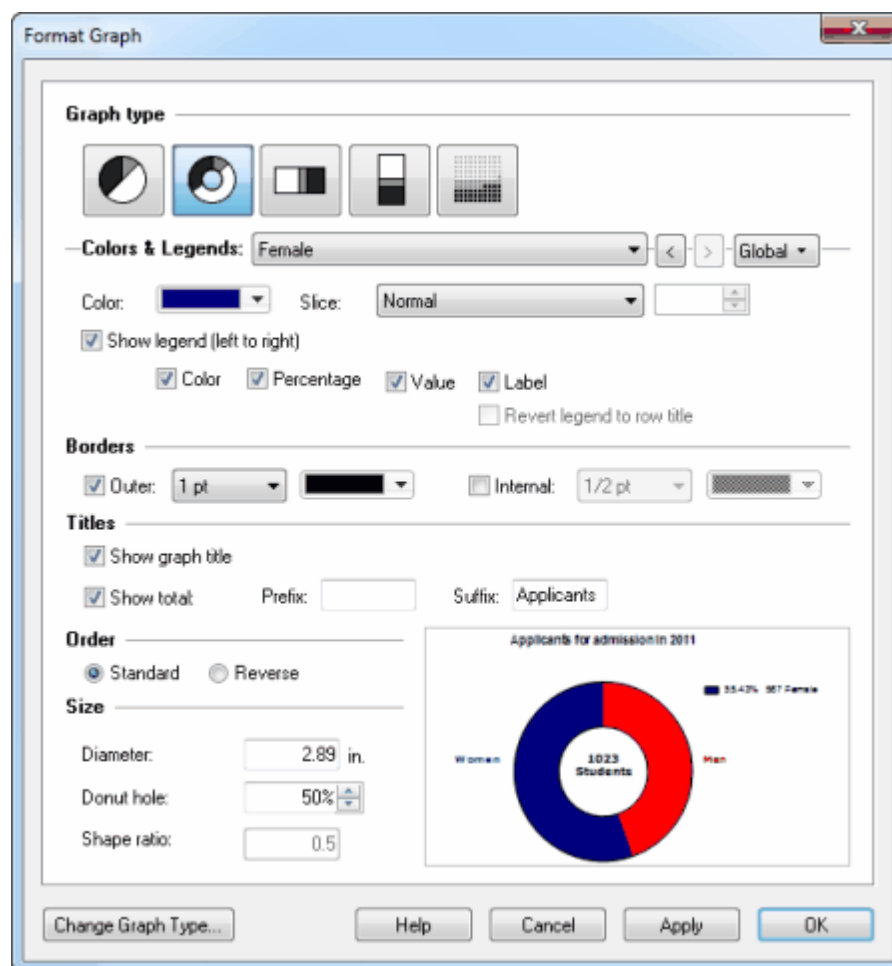 Format Graph
Graph type
Colors & Legends: Female < > Global
Color: Slice: Normal
Show legend (left to right)
Color Percentage Value Label
Revert legend to row title
Borders
Outer: 1 pt Internal: 1/2 pt
Titles
Show graph title
Show total: Prefix: Suffix: Applicants
Order
Standard Reverse
Size
Diameter: 2.89 in.
Donut hole: 50%
Shape ratio: 0.5
Applicants for admission in 2011
Female
Women 1023 Men
Students
Change Graph Type... Help Cancel Apply OK